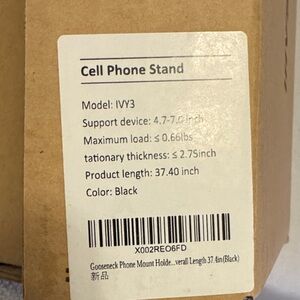 Cell Phone Stand
Model: IVY3
Support device: 4.7-7.0 inch
Maximum load: ≤ 0.66lbs
tationary thickness: ≤ 2.75inch
Product length: 37.40 inch
Color: Black
X002REO6FD
Gooseneck Phone Mount Holde...verall Length 37.4in(Black)
新品